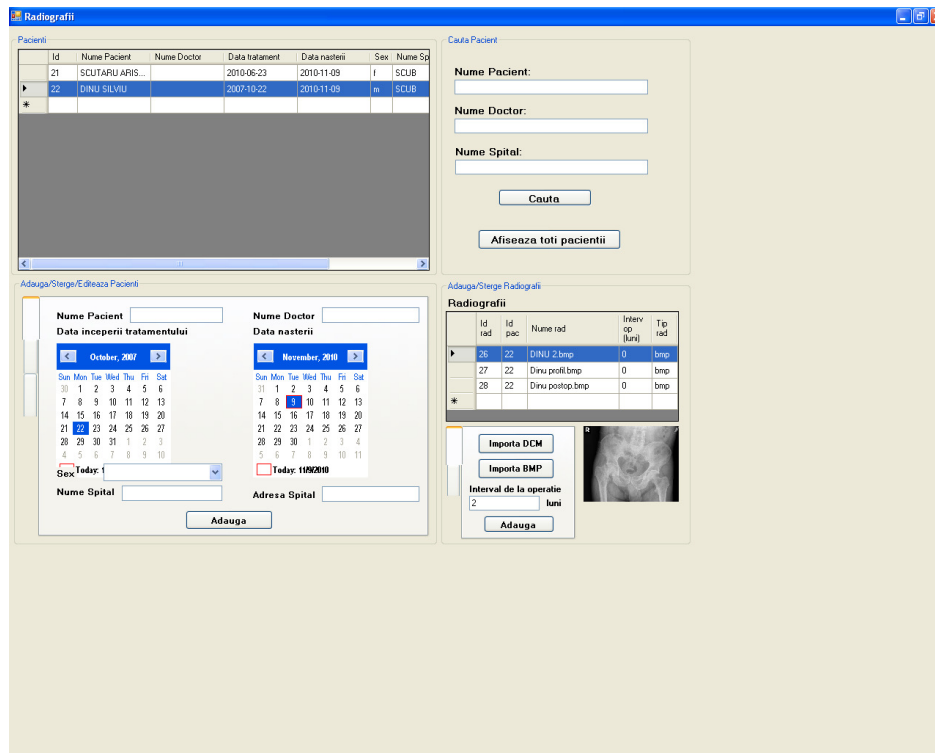 Radiografii
Pacienti
Id Nume Pacient Nume Doctor Data tratament Data nasterii Sex Nume Sp
21 SCUTARU ARIS... 2010-06-23 2010-11-09 f SCUB
22 DINU SILVIU 2007-10-22 2010-11-09 m SCUB
Cauta Pacient
Nume Pacient:
Nume Doctor:
Nume Spital:
Cauta
Afiseaza toti pacientii
Adauga/Sterge/Editeaza Pacienti
Nume Pacient
Data inceperii tratamentului
October, 2007
Sun Mon Tue Wed Thu Fri Sat
30 1 2 3 4 5 6
7 8 9 10 11 12 13
14 15 16 17 18 19 20
21 22 23 24 25 26 27
28 29 30 31 1 2 3
4 5 6 7 8 9 10
Today: 1
Sex
Nume Spital
Nume Doctor
Data nasterii
November, 2010
Sun Mon Tue Wed Thu Fri Sat
31 1 2 3 4 5 6
7 8 9 10 11 12 13
14 15 16 17 18 19 20
21 22 23 24 25 26 27
28 29 30 1 2 3 4
5 6 7 8 9 10 11
Today: 11/9/2010
Adresa Spital
Adauga
Adauga/Sterge Radiografii
Radiografii
Id rad Id pac Nume rad Interv op (luni) Tip rad
26 22 DINU 2.bmp 0 bmp
27 22 Dinu profil.bmp 0 bmp
28 22 Dinu postop.bmp 0 bmp
Importa DCM
Importa BMP
Interval de la operatie
2 luni
Adauga
R